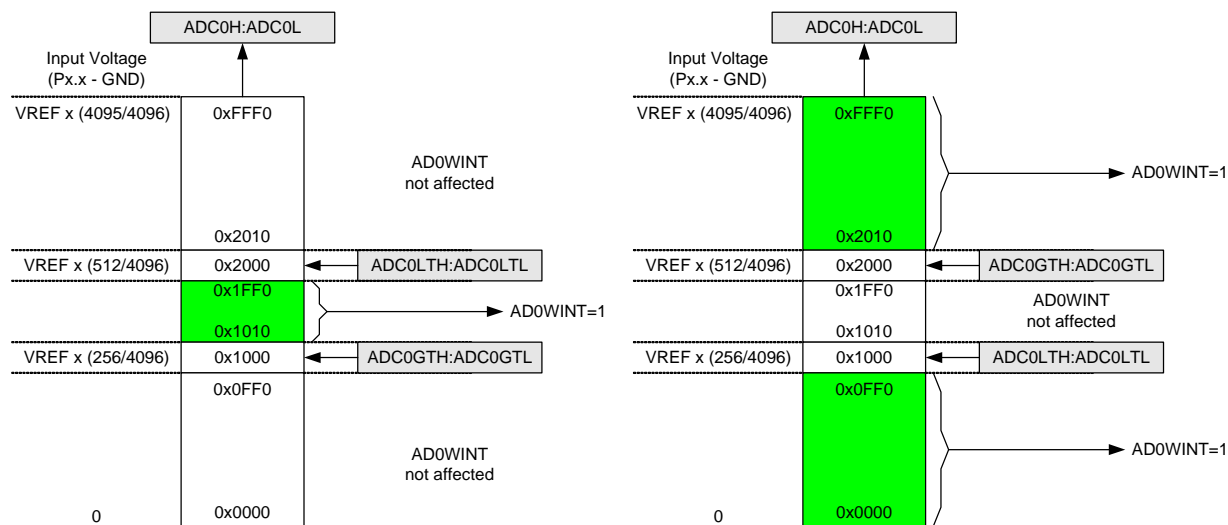 ADC0H:ADC0L
Input Voltage
(Px.x - GND)
VREF x (4095/4096)
0xFFF0
AD0WINT
not affected
0x2010
VREF x (512/4096)
0x2000
ADC0LTH:ADC0LTL
0x1FF0
AD0WINT=1
0x1010
VREF x (256/4096)
0x1000
ADC0GTH:ADC0GTL
0x0FF0
AD0WINT
not affected
0
0x0000
ADC0H:ADC0L
Input Voltage
(Px.x - GND)
VREF x (4095/4096)
0xFFF0
AD0WINT=1
0x2010
VREF x (512/4096)
0x2000
ADC0GTH:ADC0GTL
0x1FF0
AD0WINT
not affected
0x1010
VREF x (256/4096)
0x1000
ADC0LTH:ADC0LTL
0x0FF0
AD0WINT=1
0
0x0000